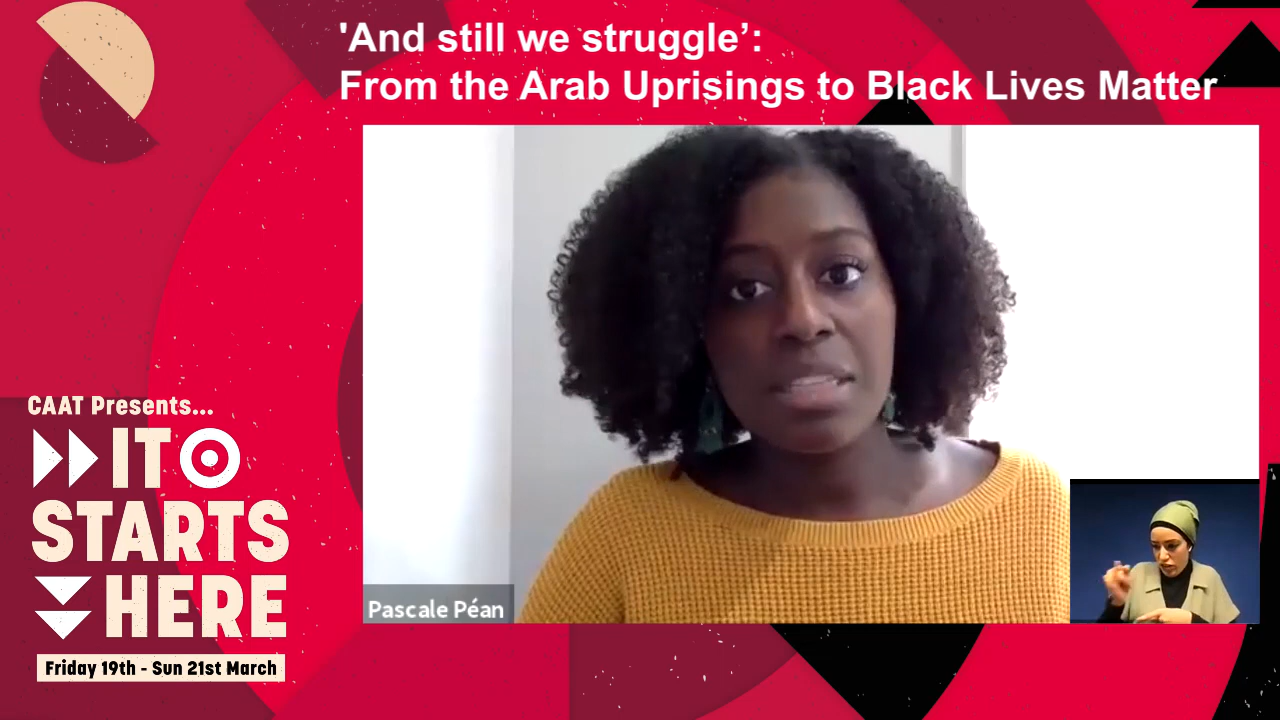 'And still we struggle’:
From the Arab Uprisings to Black Lives Matter
CAAT Presents...
IT
STARTS
HERE
Friday 19th - Sun 21st March
Pascale Péan